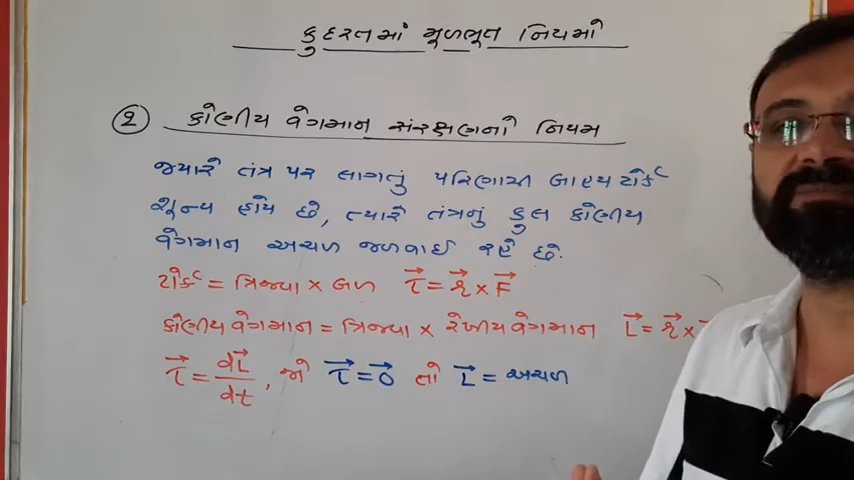 કુદરતમાં મૂળભૂત નિયમો
૨ કોણીય વેગમાન સંરક્ષણનો નિયમ
જ્યારે તંત્ર પર લાગતું પરિણામી બાહ્ય ટોર્ક
શૂન્ય હોય છે, ત્યારે તંત્રનું કુલ કોણીય
વેગમાન અચળ જળવાઈ રહે છે.
ટોર્ક = ત્રિજ્યા × બળ τ⃗ = r⃗ × F⃗
કોણીય વેગમાન = ત્રિજ્યા × રેખીય વેગમાન L⃗ = r⃗ ×
τ⃗ = dL⃗/dt, જો τ⃗ = 0⃗ તો L⃗ = અચળ